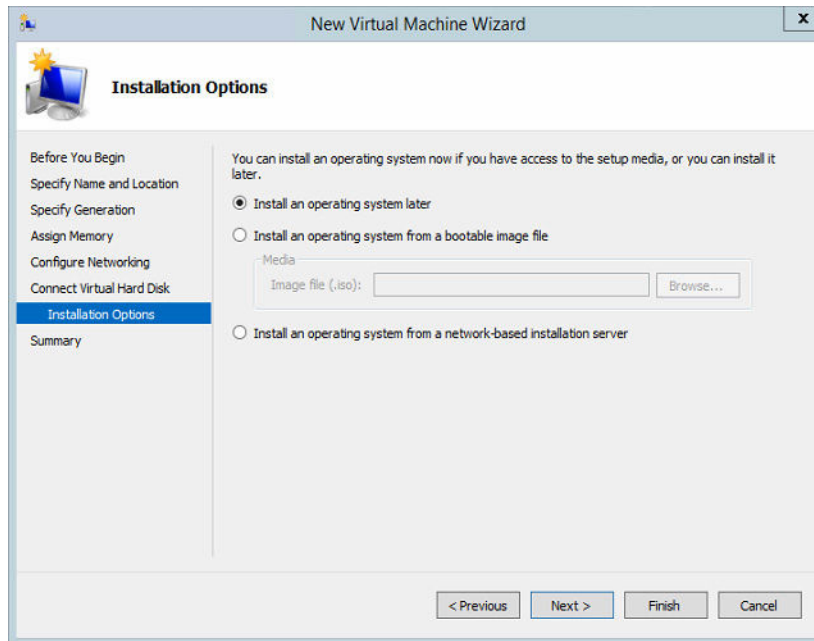 New Virtual Machine Wizard
x
Installation Options
Before You Begin
Specify Name and Location
Specify Generation
Assign Memory
Configure Networking
Connect Virtual Hard Disk
Installation Options
Summary
You can install an operating system now if you have access to the setup media, or you can install it
later.
Install an operating system later
Install an operating system from a bootable image file
Media
Image file (.iso):
Browse...
Install an operating system from a network-based installation server
< Previous
Next >
Finish
Cancel